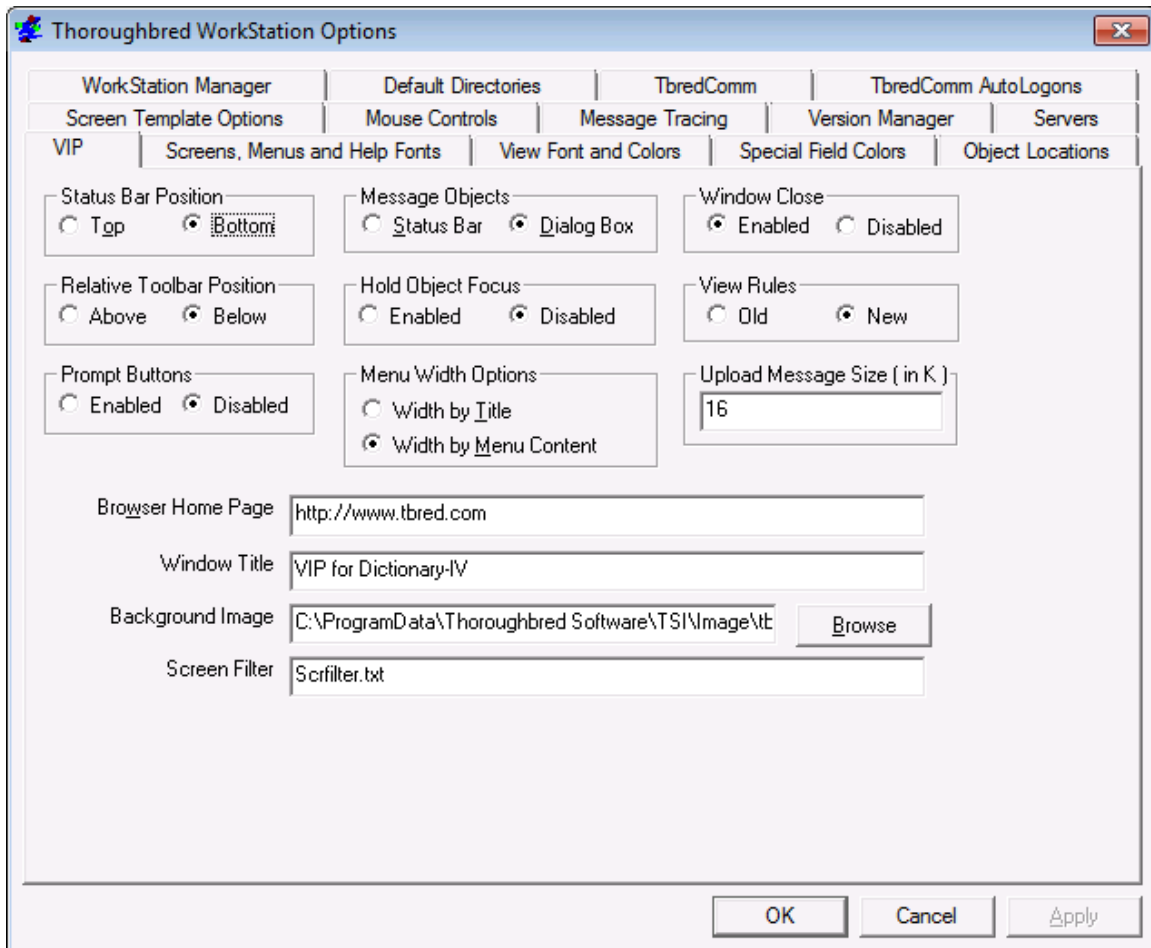 Thoroughbred WorkStation Options
WorkStation Manager Default Directories TbredComm TbredComm AutoLogons
Screen Template Options Mouse Controls Message Tracing Version Manager Servers
VIP Screens, Menus and Help Fonts View Font and Colors Special Field Colors Object Locations
Status Bar Position Message Objects Window Close
Top Bottom Status Bar Dialog Box Enabled Disabled
Relative Toolbar Position Hold Object Focus View Rules
Above Below Enabled Disabled Old New
Prompt Buttons Menu Width Options Upload Message Size ( in K )
Enabled Disabled Width by Title 16
Width by Menu Content
Browser Home Page http://www.tbred.com
Window Title VIP for Dictionary-IV
Background Image C:\ProgramData\Thoroughbred Software\TSI\Image\tb Browse
Screen Filter Scrfilter.txt
OK Cancel Apply